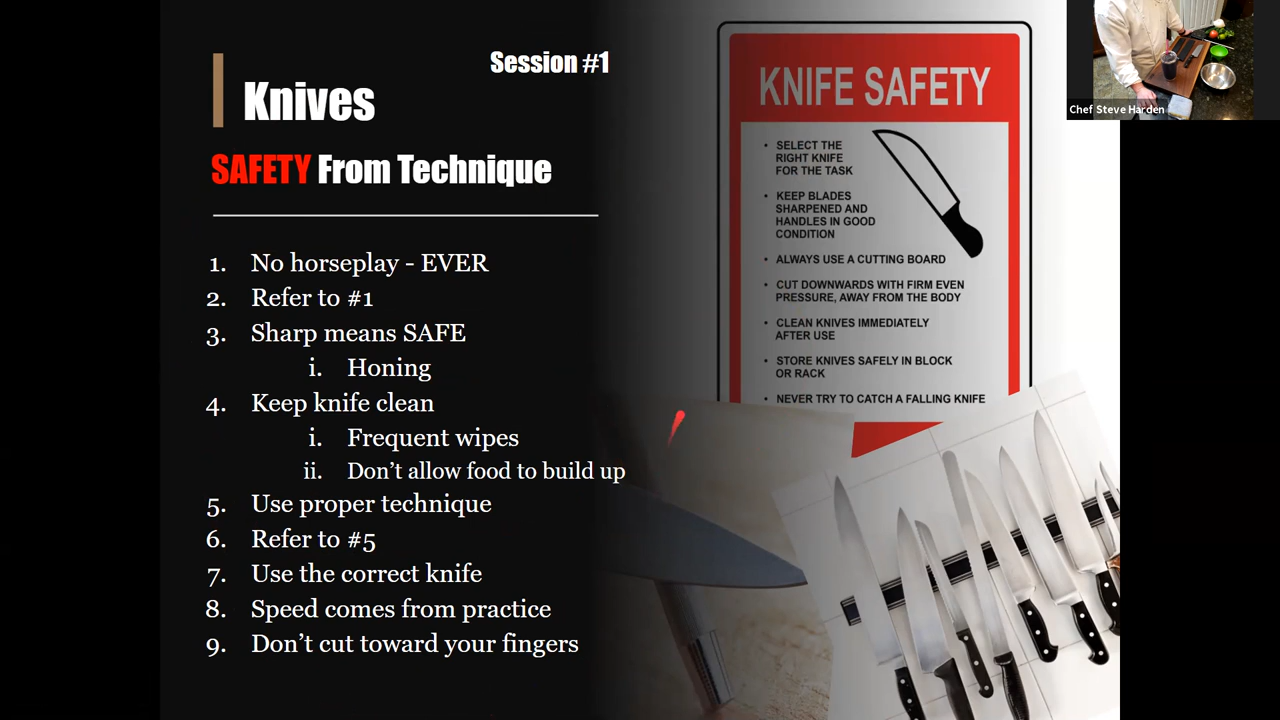 Session #1
Knives
SAFETY From Technique
1. No horseplay - EVER
2. Refer to #1
3. Sharp means SAFE
i. Honing
4. Keep knife clean
i. Frequent wipes
ii. Don’t allow food to build up
5. Use proper technique
6. Refer to #5
7. Use the correct knife
8. Speed comes from practice
9. Don’t cut toward your fingers
KNIFE SAFETY
• SELECT THE
RIGHT KNIFE
FOR THE TASK
• KEEP BLADES
SHARPENED AND
HANDLES IN GOOD
CONDITION
• ALWAYS USE A CUTTING BOARD
• CUT DOWNWARDS WITH FIRM EVEN
PRESSURE, AWAY FROM THE BODY
• CLEAN KNIVES IMMEDIATELY
AFTER USE
• STORE KNIVES SAFELY IN BLOCK
OR RACK
• NEVER TRY TO CATCH A FALLING KNIFE
Chef Steve Harden